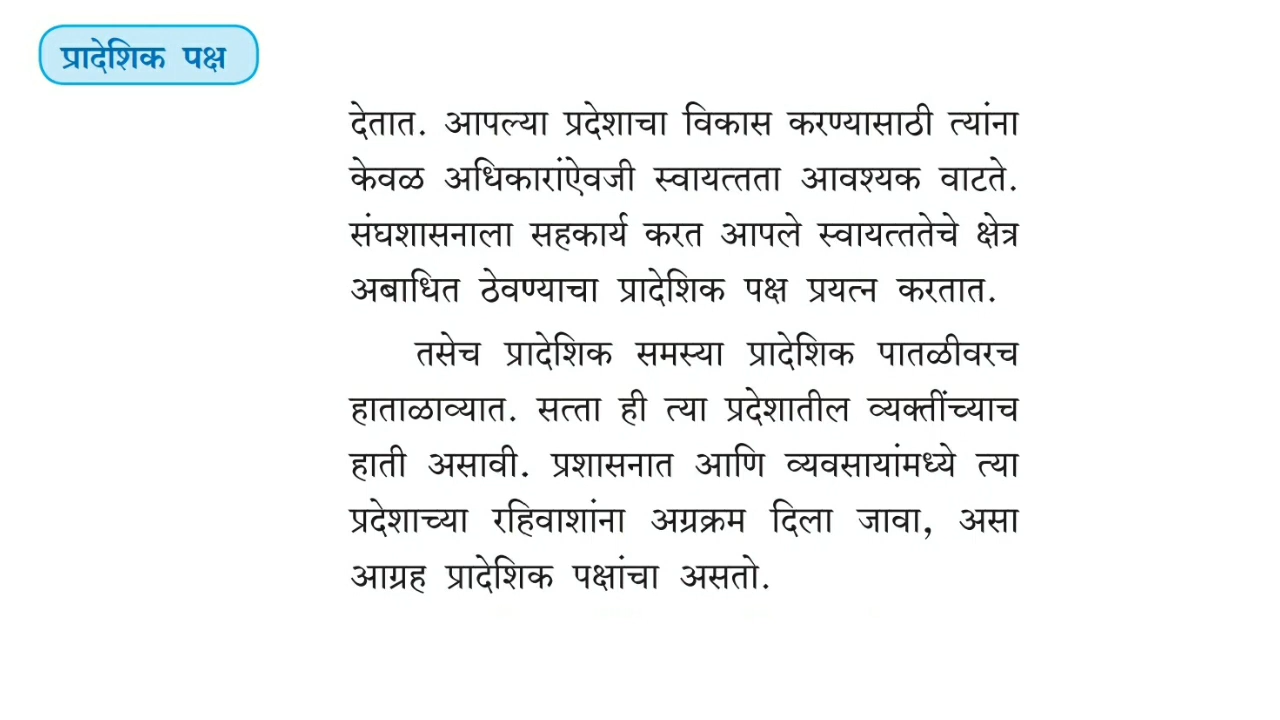 प्रादेशिक पक्ष
देतात. आपल्या प्रदेशाचा विकास करण्यासाठी त्यांना
केवळ अधिकारांऐवजी स्वायत्तता आवश्यक वाटते.
संघशासनाला सहकार्य करत आपले स्वायत्ततेचे क्षेत्र
अबाधित ठेवण्याचा प्रादेशिक पक्ष प्रयत्न करतात.
तसेच प्रादेशिक समस्या प्रादेशिक पातळीवरच
हाताळाव्यात. सत्ता ही त्या प्रदेशातील व्यक्तींच्याच
हाती असावी. प्रशासनात आणि व्यवसायांमध्ये त्या
प्रदेशाच्या रहिवाशांना अग्रक्रम दिला जावा, असा
आग्रह प्रादेशिक पक्षांचा असतो.